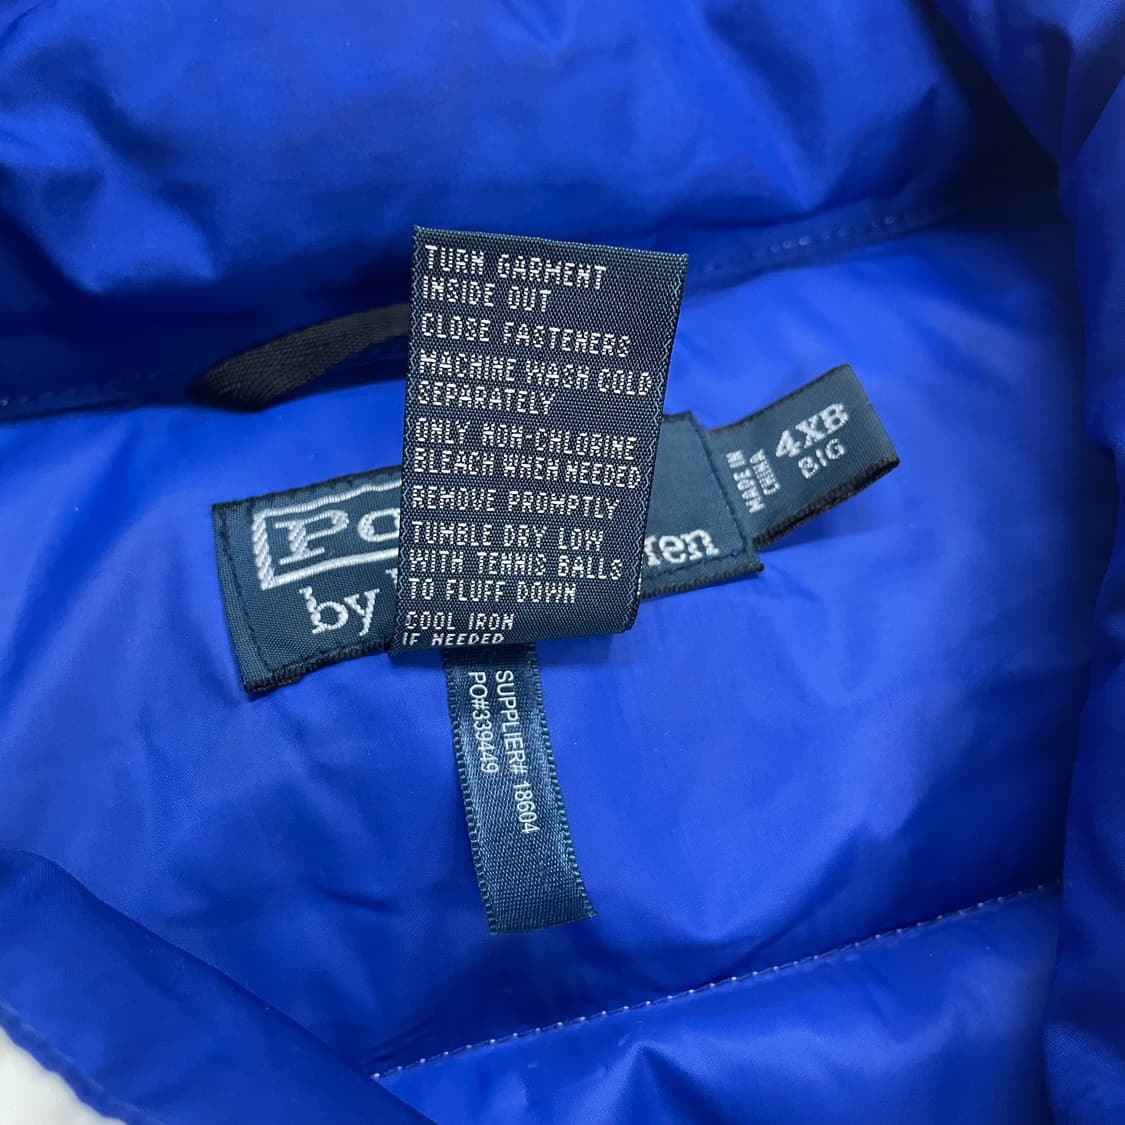 TURN GARMENT
INSIDE OUT
CLOSE FASTENERS
MACHINE WASH COLD
SEPARATELY
ONLY NON-CHLORINE
BLEACH WHEN NEEDED
REMOVE PROMPTLY
TUMBLE DRY LOW
WITH TENNIS BALLS
TO FLUFF DOWN
COOL IRON
IF NEEDED
by
MADE IN
CHINA
4XB
BIG
SUPPLIER# 18604
PO#339449